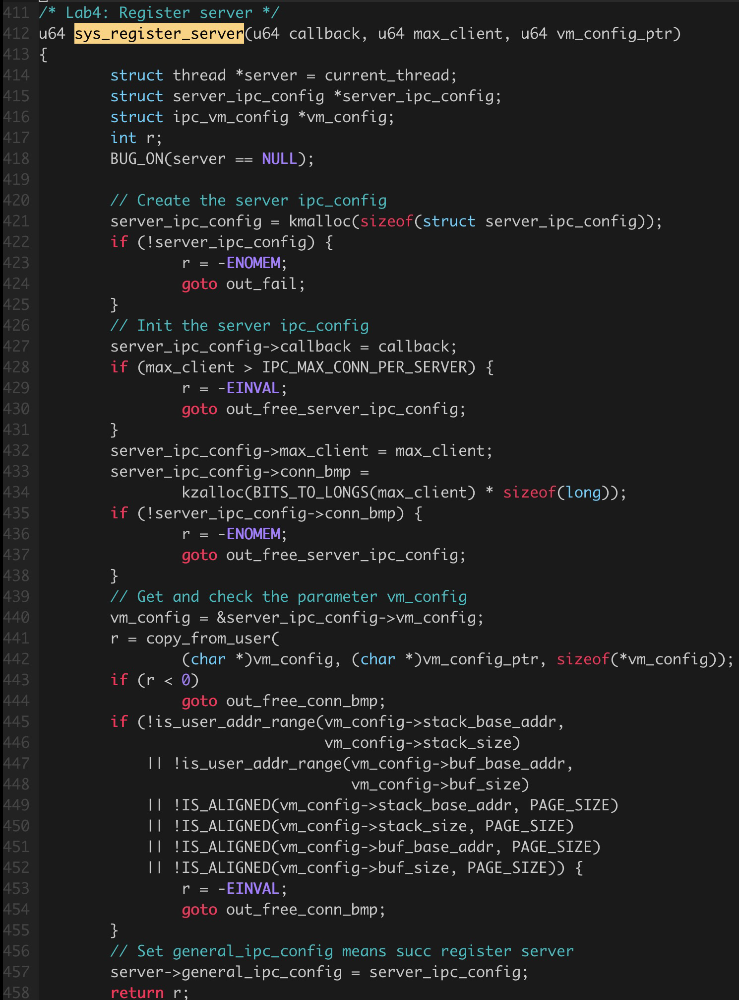 411 /* Lab4: Register server */
412 u64 sys_register_server(u64 callback, u64 max_client, u64 vm_config_ptr)
413 {
414         struct thread *server = current_thread;
415         struct server_ipc_config *server_ipc_config;
416         struct ipc_vm_config *vm_config;
417         int r;
418         BUG_ON(server == NULL);
419
420         // Create the server ipc_config
421         server_ipc_config = kmalloc(sizeof(struct server_ipc_config));
422         if (!server_ipc_config) {
423                 r = -ENOMEM;
424                 goto out_fail;
425         }
426         // Init the server ipc_config
427         server_ipc_config->callback = callback;
428         if (max_client > IPC_MAX_CONN_PER_SERVER) {
429                 r = -EINVAL;
430                 goto out_free_server_ipc_config;
431         }
432         server_ipc_config->max_client = max_client;
433         server_ipc_config->conn_bmp =
434                 kzalloc(BITS_TO_LONGS(max_client) * sizeof(long));
435         if (!server_ipc_config->conn_bmp) {
436                 r = -ENOMEM;
437                 goto out_free_server_ipc_config;
438         }
439         // Get and check the parameter vm_config
440         vm_config = &server_ipc_config->vm_config;
441         r = copy_from_user(
442                 (char *)vm_config, (char *)vm_config_ptr, sizeof(*vm_config));
443         if (r < 0)
444                 goto out_free_conn_bmp;
445         if (!is_user_addr_range(vm_config->stack_base_addr,
446                                 vm_config->stack_size)
447             || !is_user_addr_range(vm_config->buf_base_addr,
448                                    vm_config->buf_size)
449             || !IS_ALIGNED(vm_config->stack_base_addr, PAGE_SIZE)
450             || !IS_ALIGNED(vm_config->stack_size, PAGE_SIZE)
451             || !IS_ALIGNED(vm_config->buf_base_addr, PAGE_SIZE)
452             || !IS_ALIGNED(vm_config->buf_size, PAGE_SIZE)) {
453                 r = -EINVAL;
454                 goto out_free_conn_bmp;
455         }
456         // Set general_ipc_config means succ register server
457         server->general_ipc_config = server_ipc_config;
458         return r;